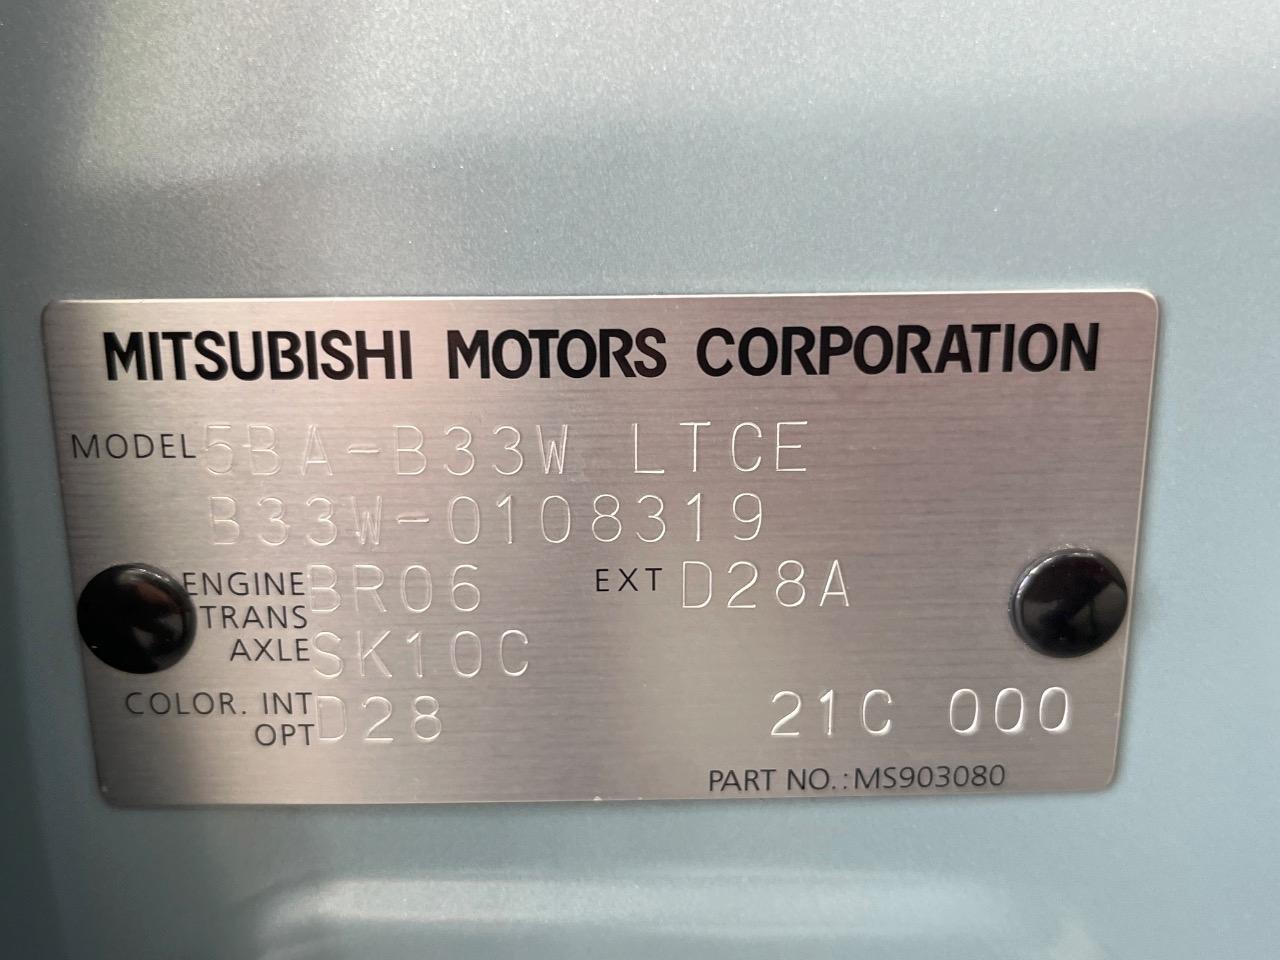 MITSUBISHI MOTORS CORPORATION
MODEL 5BA-B33W LTCE
B33W-0108319
ENGINE BR06 EXT D28A
TRANS
AXLE SK10C
COLOR. INT D28 21C 000
OPT
PART NO.:MS903080